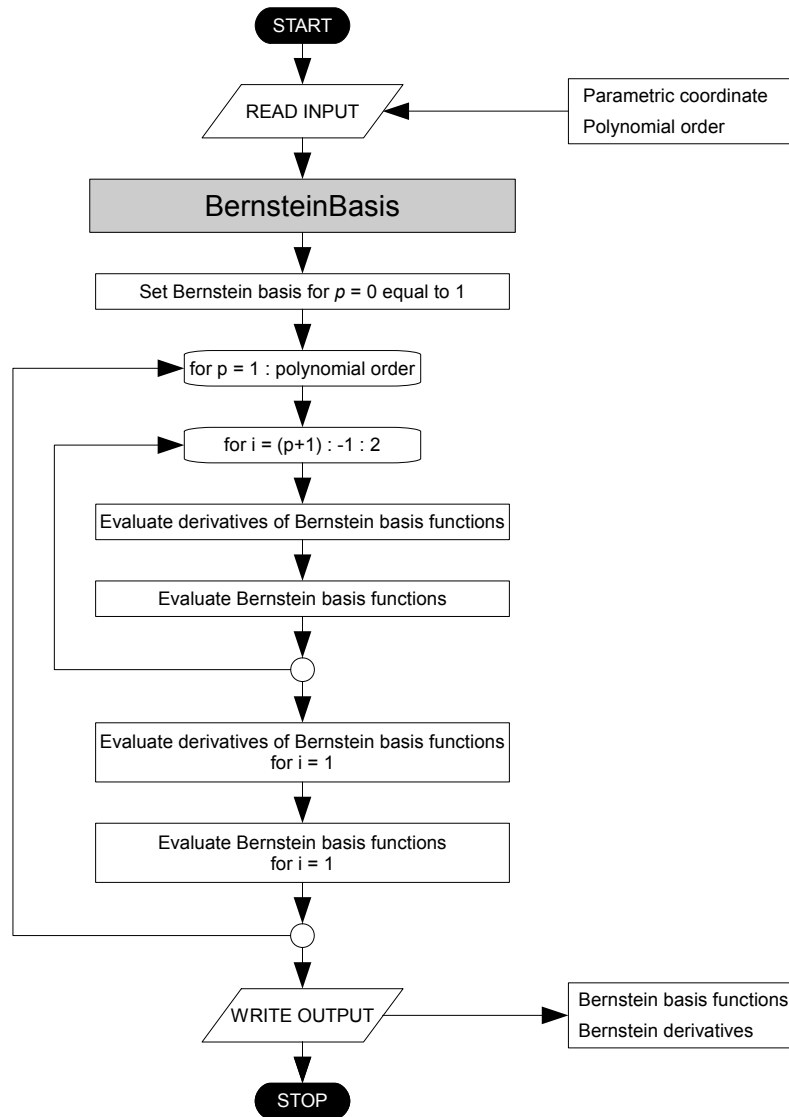 START
READ INPUT
Parametric coordinate
Polynomial order
BernsteinBasis
Set Bernstein basis for p = 0 equal to 1
for p = 1 : polynomial order
for i = (p+1) : -1 : 2
Evaluate derivatives of Bernstein basis functions
Evaluate Bernstein basis functions
Evaluate derivatives of Bernstein basis functions
for i = 1
Evaluate Bernstein basis functions
for i = 1
WRITE OUTPUT
Bernstein basis functions
Bernstein derivatives
STOP